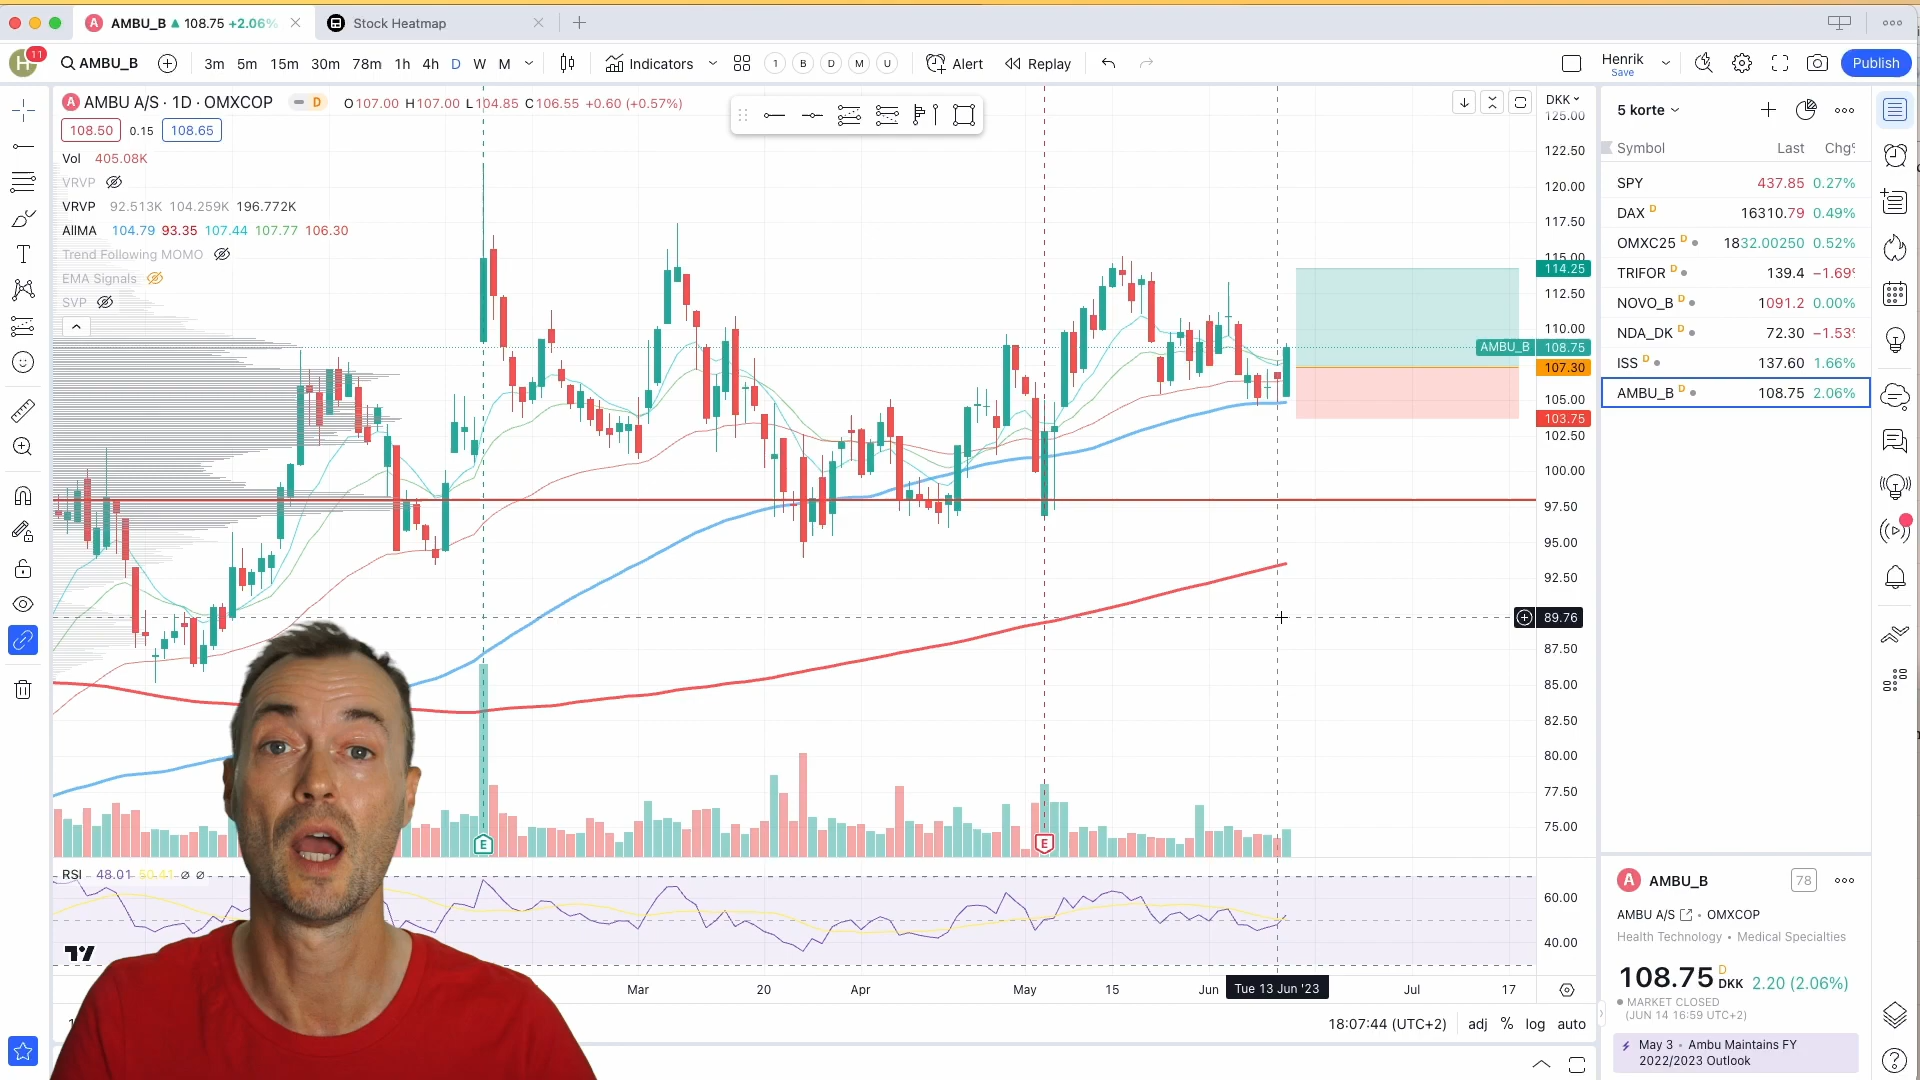 A AMBU_B ▲ 108.75 +2.06%
Stock Heatmap
H 11
AMBU_B
3m 5m 15m 30m 78m 1h 4h D W M
Indicators
1 B D M U
Alert
Replay
Henrik
Save
Publish
A AMBU A/S · 1D · OMXCOP
D
O107.00 H107.00 L104.85 C106.55 +0.60 (+0.57%)
108.50 0.15 108.65
Vol 405.08K
VRVP
VRVP 92.513K 104.259K 196.772K
AllMA 104.79 93.35 107.44 107.77 106.30
Trend Following MOMO
EMA Signals
SVP
DKK
125.00
122.50
120.00
117.50
115.00
114.25
112.50
110.00
AMBU_B 108.75
107.30
105.00
103.75
102.50
100.00
97.50
95.00
92.50
89.76
87.50
85.00
82.50
80.00
77.50
75.00
E
E
RSI 48.01 50.41 ∅ ∅
60.00
40.00
Mar 20 Apr May 15 Jun Tue 13 Jun '23 Jul 17
18:07:44 (UTC+2) adj % log auto
5 korte
Symbol Last Chg%
SPY 437.85 0.27%
DAX D 16310.79 0.49%
OMXC25 D 1832.00250 0.52%
TRIFOR D 139.4 −1.69%
NOVO_B D 1091.2 0.00%
NDA_DK D 72.30 −1.53%
ISS D 137.60 1.66%
AMBU_B D 108.75 2.06%
A AMBU_B 78
AMBU A/S • OMXCOP
Health Technology • Medical Specialties
108.75 D DKK 2.20 (2.06%)
MARKET CLOSED
(JUN 14 16:59 UTC+2)
May 3 • Ambu Maintains FY
2022/2023 Outlook